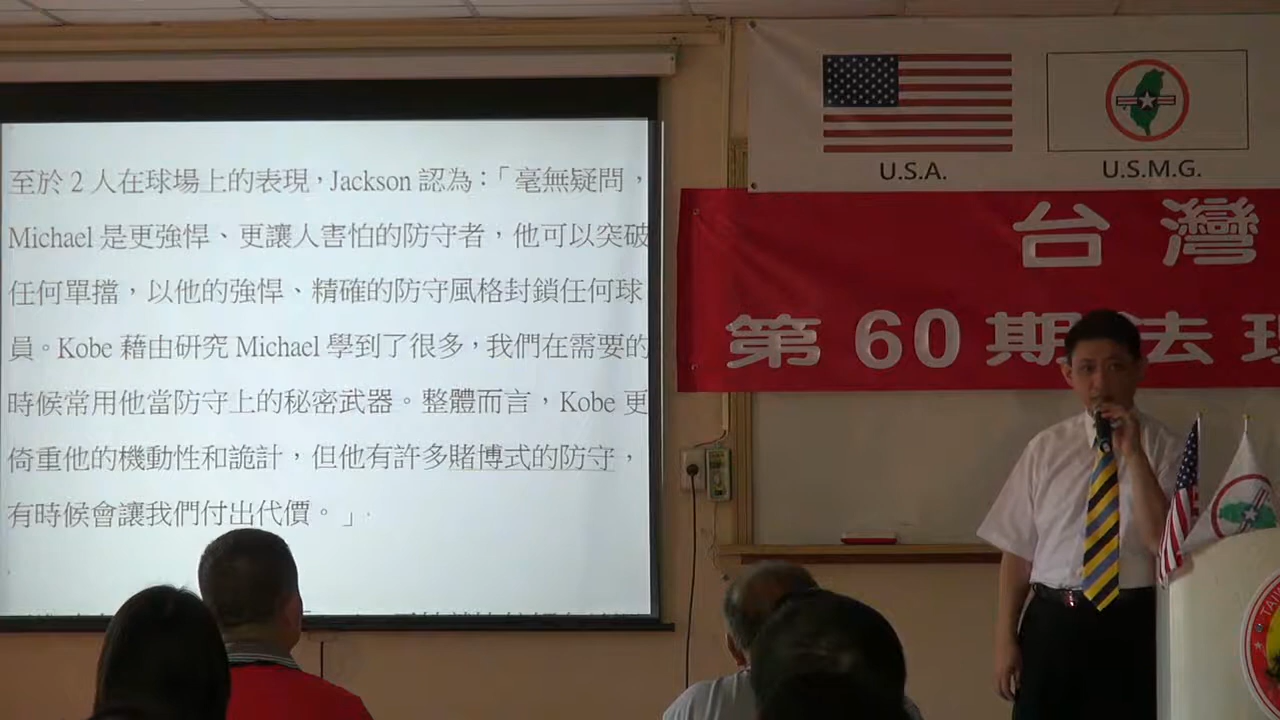 至於 2 人在球場上的表現，Jackson 認為：「毫無疑問，
Michael 是更強悍、更讓人害怕的防守者，他可以突破
任何單擋，以他的強悍、精確的防守風格封鎖任何球
員。Kobe 藉由研究 Michael 學到了很多，我們在需要的
時候常用他當防守上的秘密武器。整體而言，Kobe 更
倚重他的機動性和詭計，但他有許多賭博式的防守，
有時候會讓我們付出代價。」
U.S.A.
U.S.M.G.
台灣
第60期法理